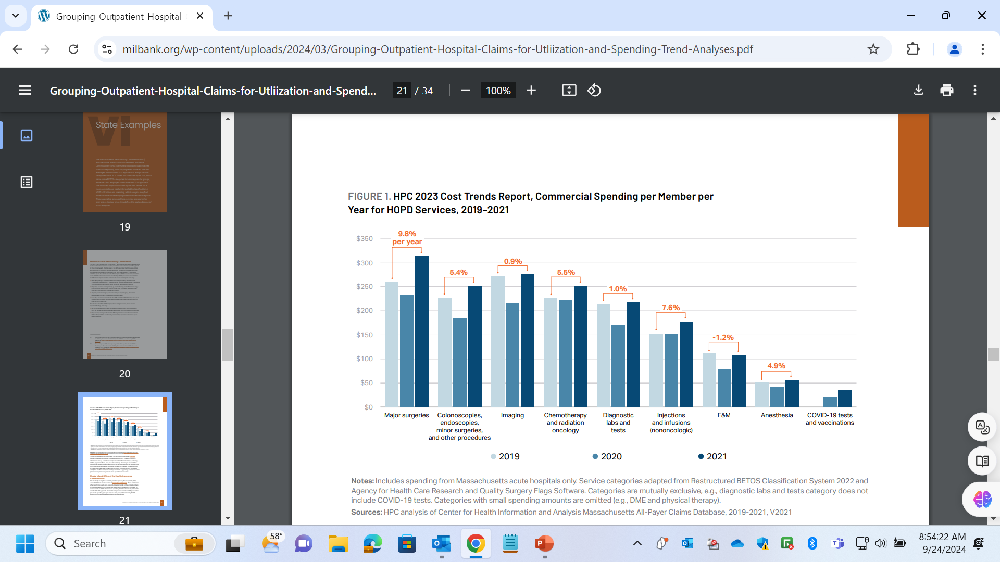 Grouping-Outpatient-Hospital-
milbank.org/wp-content/uploads/2024/03/Grouping-Outpatient-Hospital-Claims-for-Utliization-and-Spending-Trend-Analyses.pdf
Grouping-Outpatient-Hospital-Claims-for-Utliization-and-Spend...
21 / 34
100%
VI
State Examples
19
20
21
FIGURE 1. HPC 2023 Cost Trends Report, Commercial Spending per Member per
Year for HOPD Services, 2019–2021
$350
$300
$250
$200
$150
$100
$50
$0
9.8%
per year
5.4%
0.9%
5.5%
1.0%
7.6%
-1.2%
4.9%
Major surgeries
Colonoscopies,
endoscopies,
minor surgeries,
and other procedures
Imaging
Chemotherapy
and radiation
oncology
Diagnostic
labs and
tests
Injections
and infusions
(nononcologic)
E&M
Anesthesia
COVID-19 tests
and vaccinations
2019
2020
2021
Notes: Includes spending from Massachusetts acute hospitals only. Service categories adapted from Restructured BETOS Classification System 2022 and
Agency for Health Care Research and Quality Surgery Flags Software. Categories are mutually exclusive, e.g., diagnostic labs and tests category does not
include COVID-19 tests. Categories with small spending amounts are omitted (e.g., DME and physical therapy).
Sources: HPC analysis of Center for Health Information and Analysis Massachusetts All-Payer Claims Database, 2019-2021, V2021
Search
58°
8:54:22 AM
9/24/2024